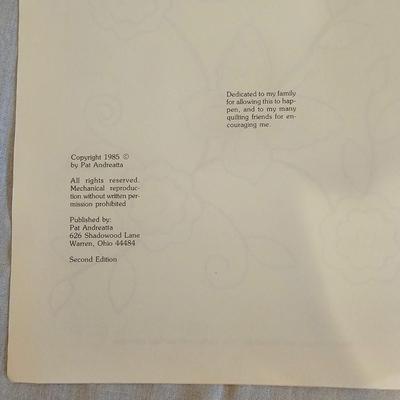 Dedicated to my family
for allowing this to hap-
pen, and to my many
quilting friends for en-
couraging me.
Copyright 1985 ©
by Pat Andreatta
All rights reserved.
Mechanical reproduc-
tion without written per-
mission prohibited
Published by:
Pat Andreatta
626 Shadowood Lane
Warren, Ohio 44484
Second Edition